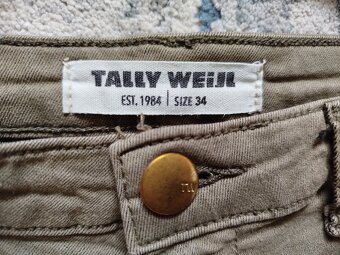 TALLY WEiJL
EST. 1984 | SIZE 34